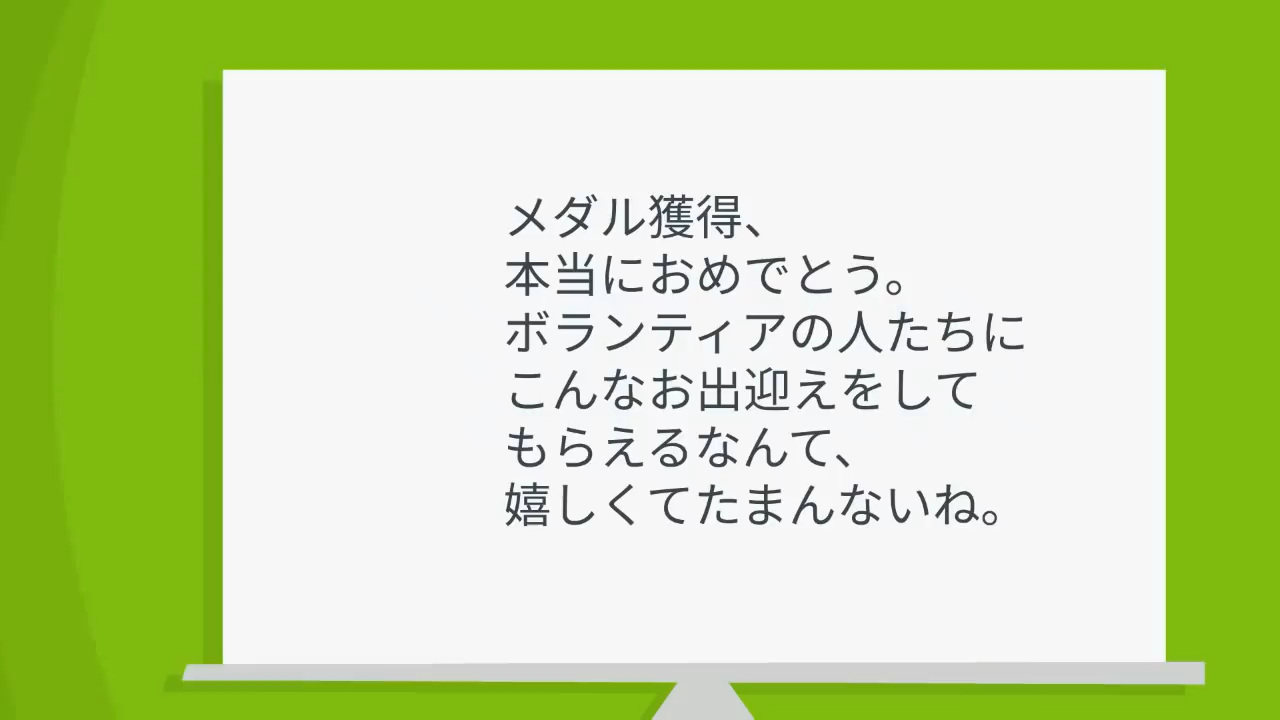 メダル獲得、
本当におめでとう。
ボランティアの人たちに
こんなお出迎えをして
もらえるなんて、
嬉しくてたまんないね。